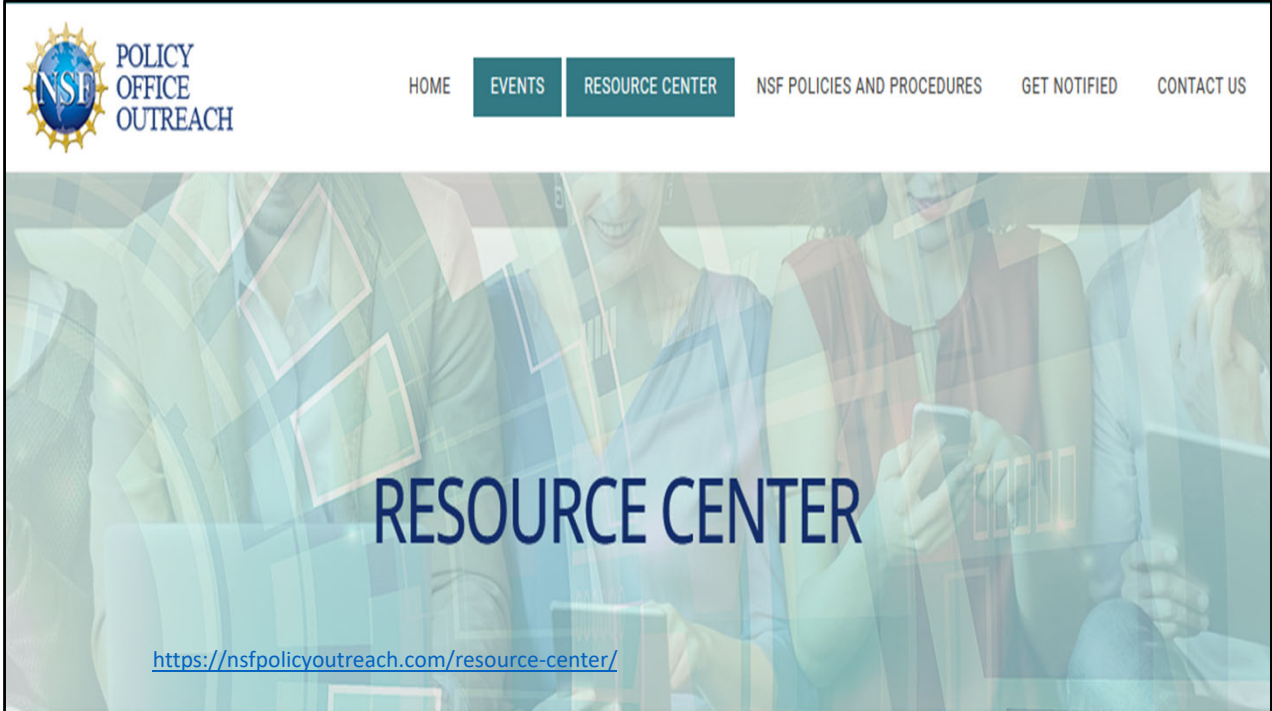 NSF
POLICY
OFFICE
OUTREACH
HOME EVENTS RESOURCE CENTER NSF POLICIES AND PROCEDURES GET NOTIFIED CONTACT US
RESOURCE CENTER
https://nsfpolicyoutreach.com/resource-center/